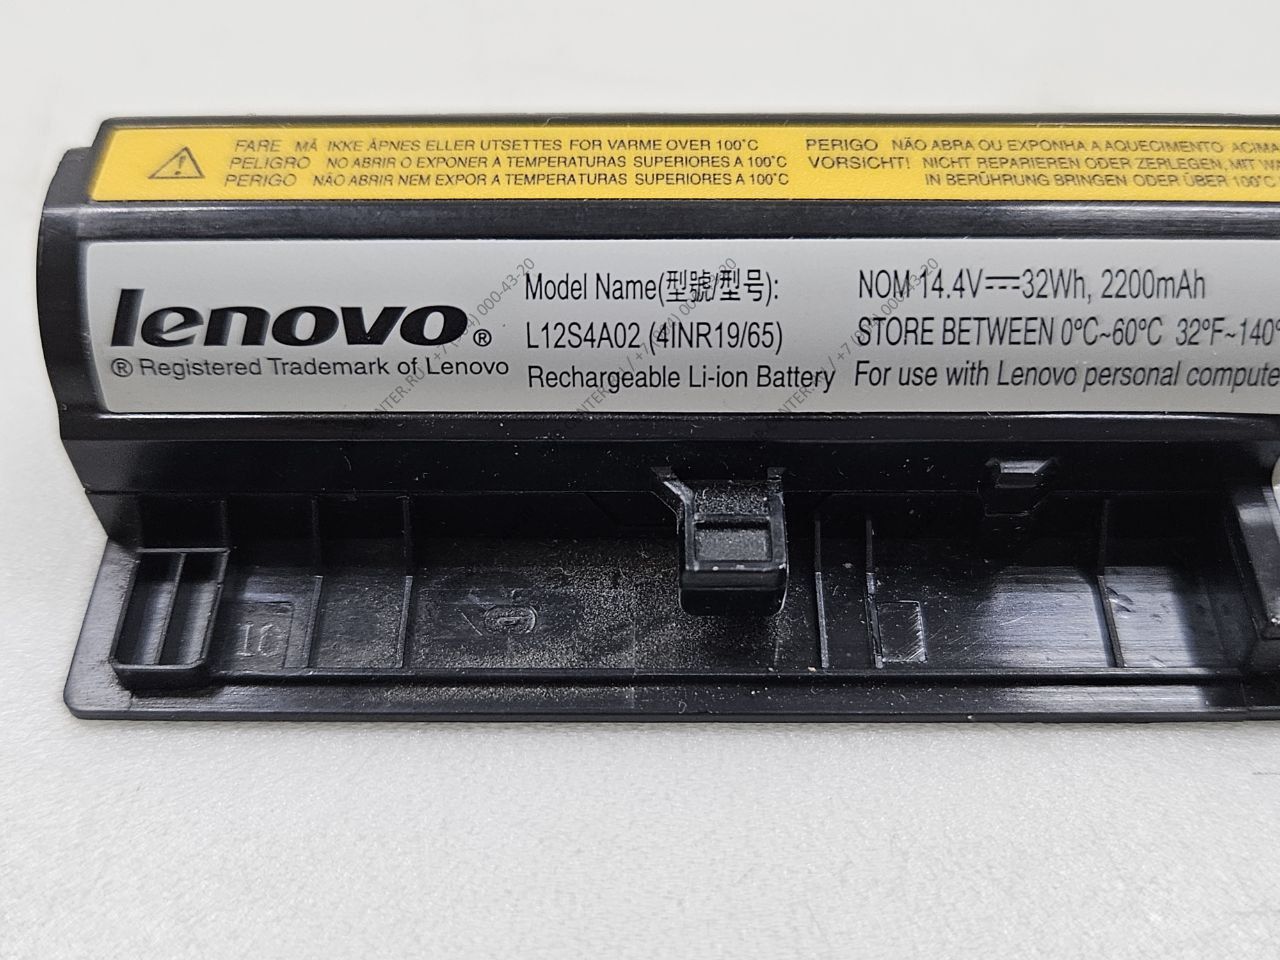 FARE MÅ IKKE ÅPNES ELLER UTSETTES FOR VARME OVER 100°C
PELIGRO NO ABRIR O EXPONER A TEMPERATURAS SUPERIORES A 100°C
PERIGO NÃO ABRIR NEM EXPOR A TEMPERATURAS SUPERIORES A 100°C
PERIGO NÃO ABRA OU EXPONHA A AQUECIMENTO ACIMA
VORSICHT! NICHT REPARIEREN ODER ZERLEGEN, MIT
IN BERÜHRUNG BRINGEN ODER ÜBER 100°C
lenovo®
® Registered Trademark of Lenovo
Model Name(型號/型号):
L12S4A02 (4INR19/65)
Rechargeable Li-ion Battery
NOM 14.4V⎓32Wh, 2200mAh
STORE BETWEEN 0°C~60°C 32°F~140°
For use with Lenovo personal compute
10